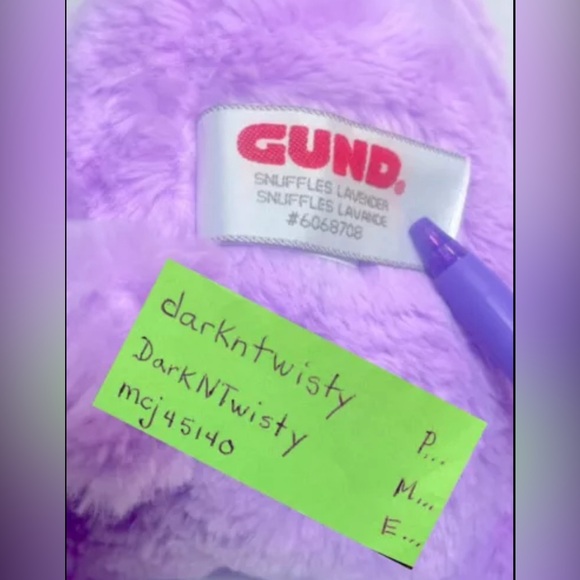 GUND®
SNUFFLES LAVENDER
SNUFFLES LAVANDE
#6068708
darkntwisty
DarkNTwisty
mcj45140
P...
M...
E...